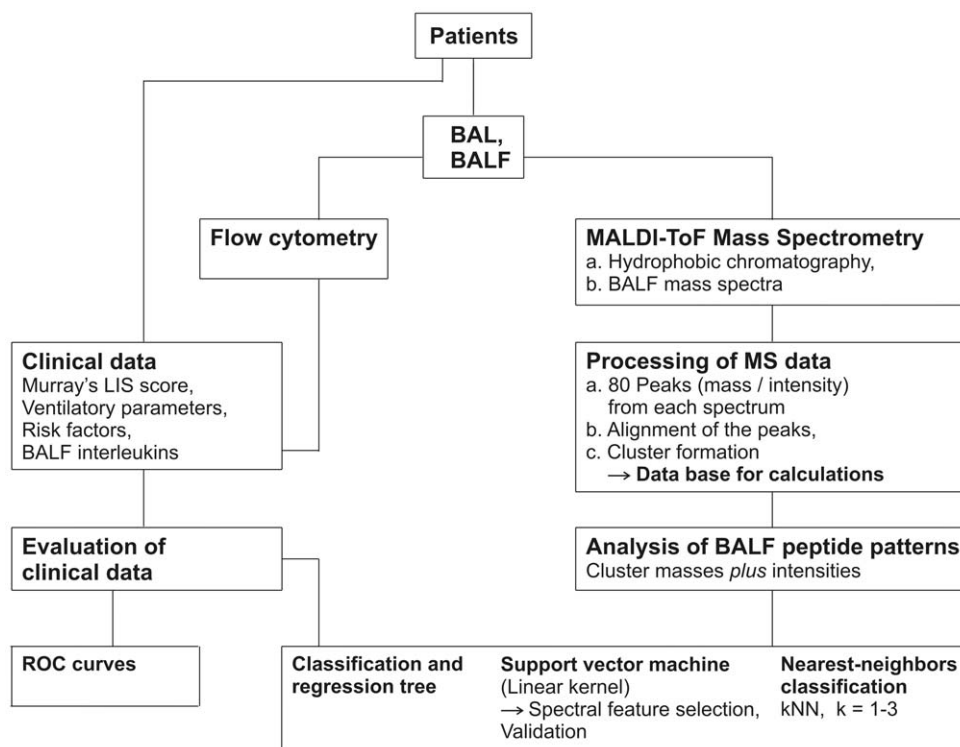 Patients
BAL,
BALF
Flow cytometry
MALDI-ToF Mass Spectrometry
a. Hydrophobic chromatography,
b. BALF mass spectra
Clinical data
Murray's LIS score,
Ventilatory parameters,
Risk factors,
BALF interleukins
Processing of MS data
a. 80 Peaks (mass / intensity)
from each spectrum
b. Alignment of the peaks,
c. Cluster formation
→ Data base for calculations
Evaluation of
clinical data
Analysis of BALF peptide patterns
Cluster masses plus intensities
ROC curves
Classification and
regression tree
Support vector machine
(Linear kernel)
→ Spectral feature selection,
Validation
Nearest-neighbors
classification
kNN, k = 1-3